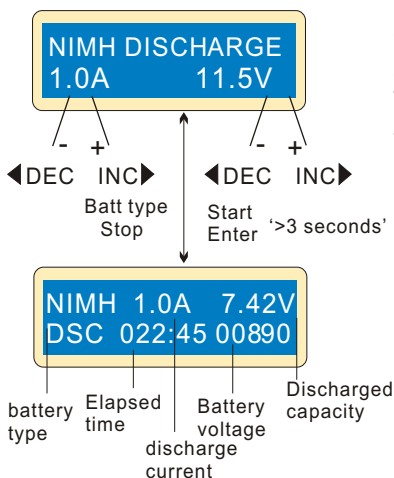 NIMH DISCHARGE
1.0A 11.5V
- + - +
◀DEC INC▶ ◀DEC INC▶
Batt type
Stop
Start
Enter '>3 seconds'
NIMH 1.0A 7.42V
DSC 022:45 00890
battery
type
Elapsed
time
discharge
current
Battery
voltage
Discharged
capacity